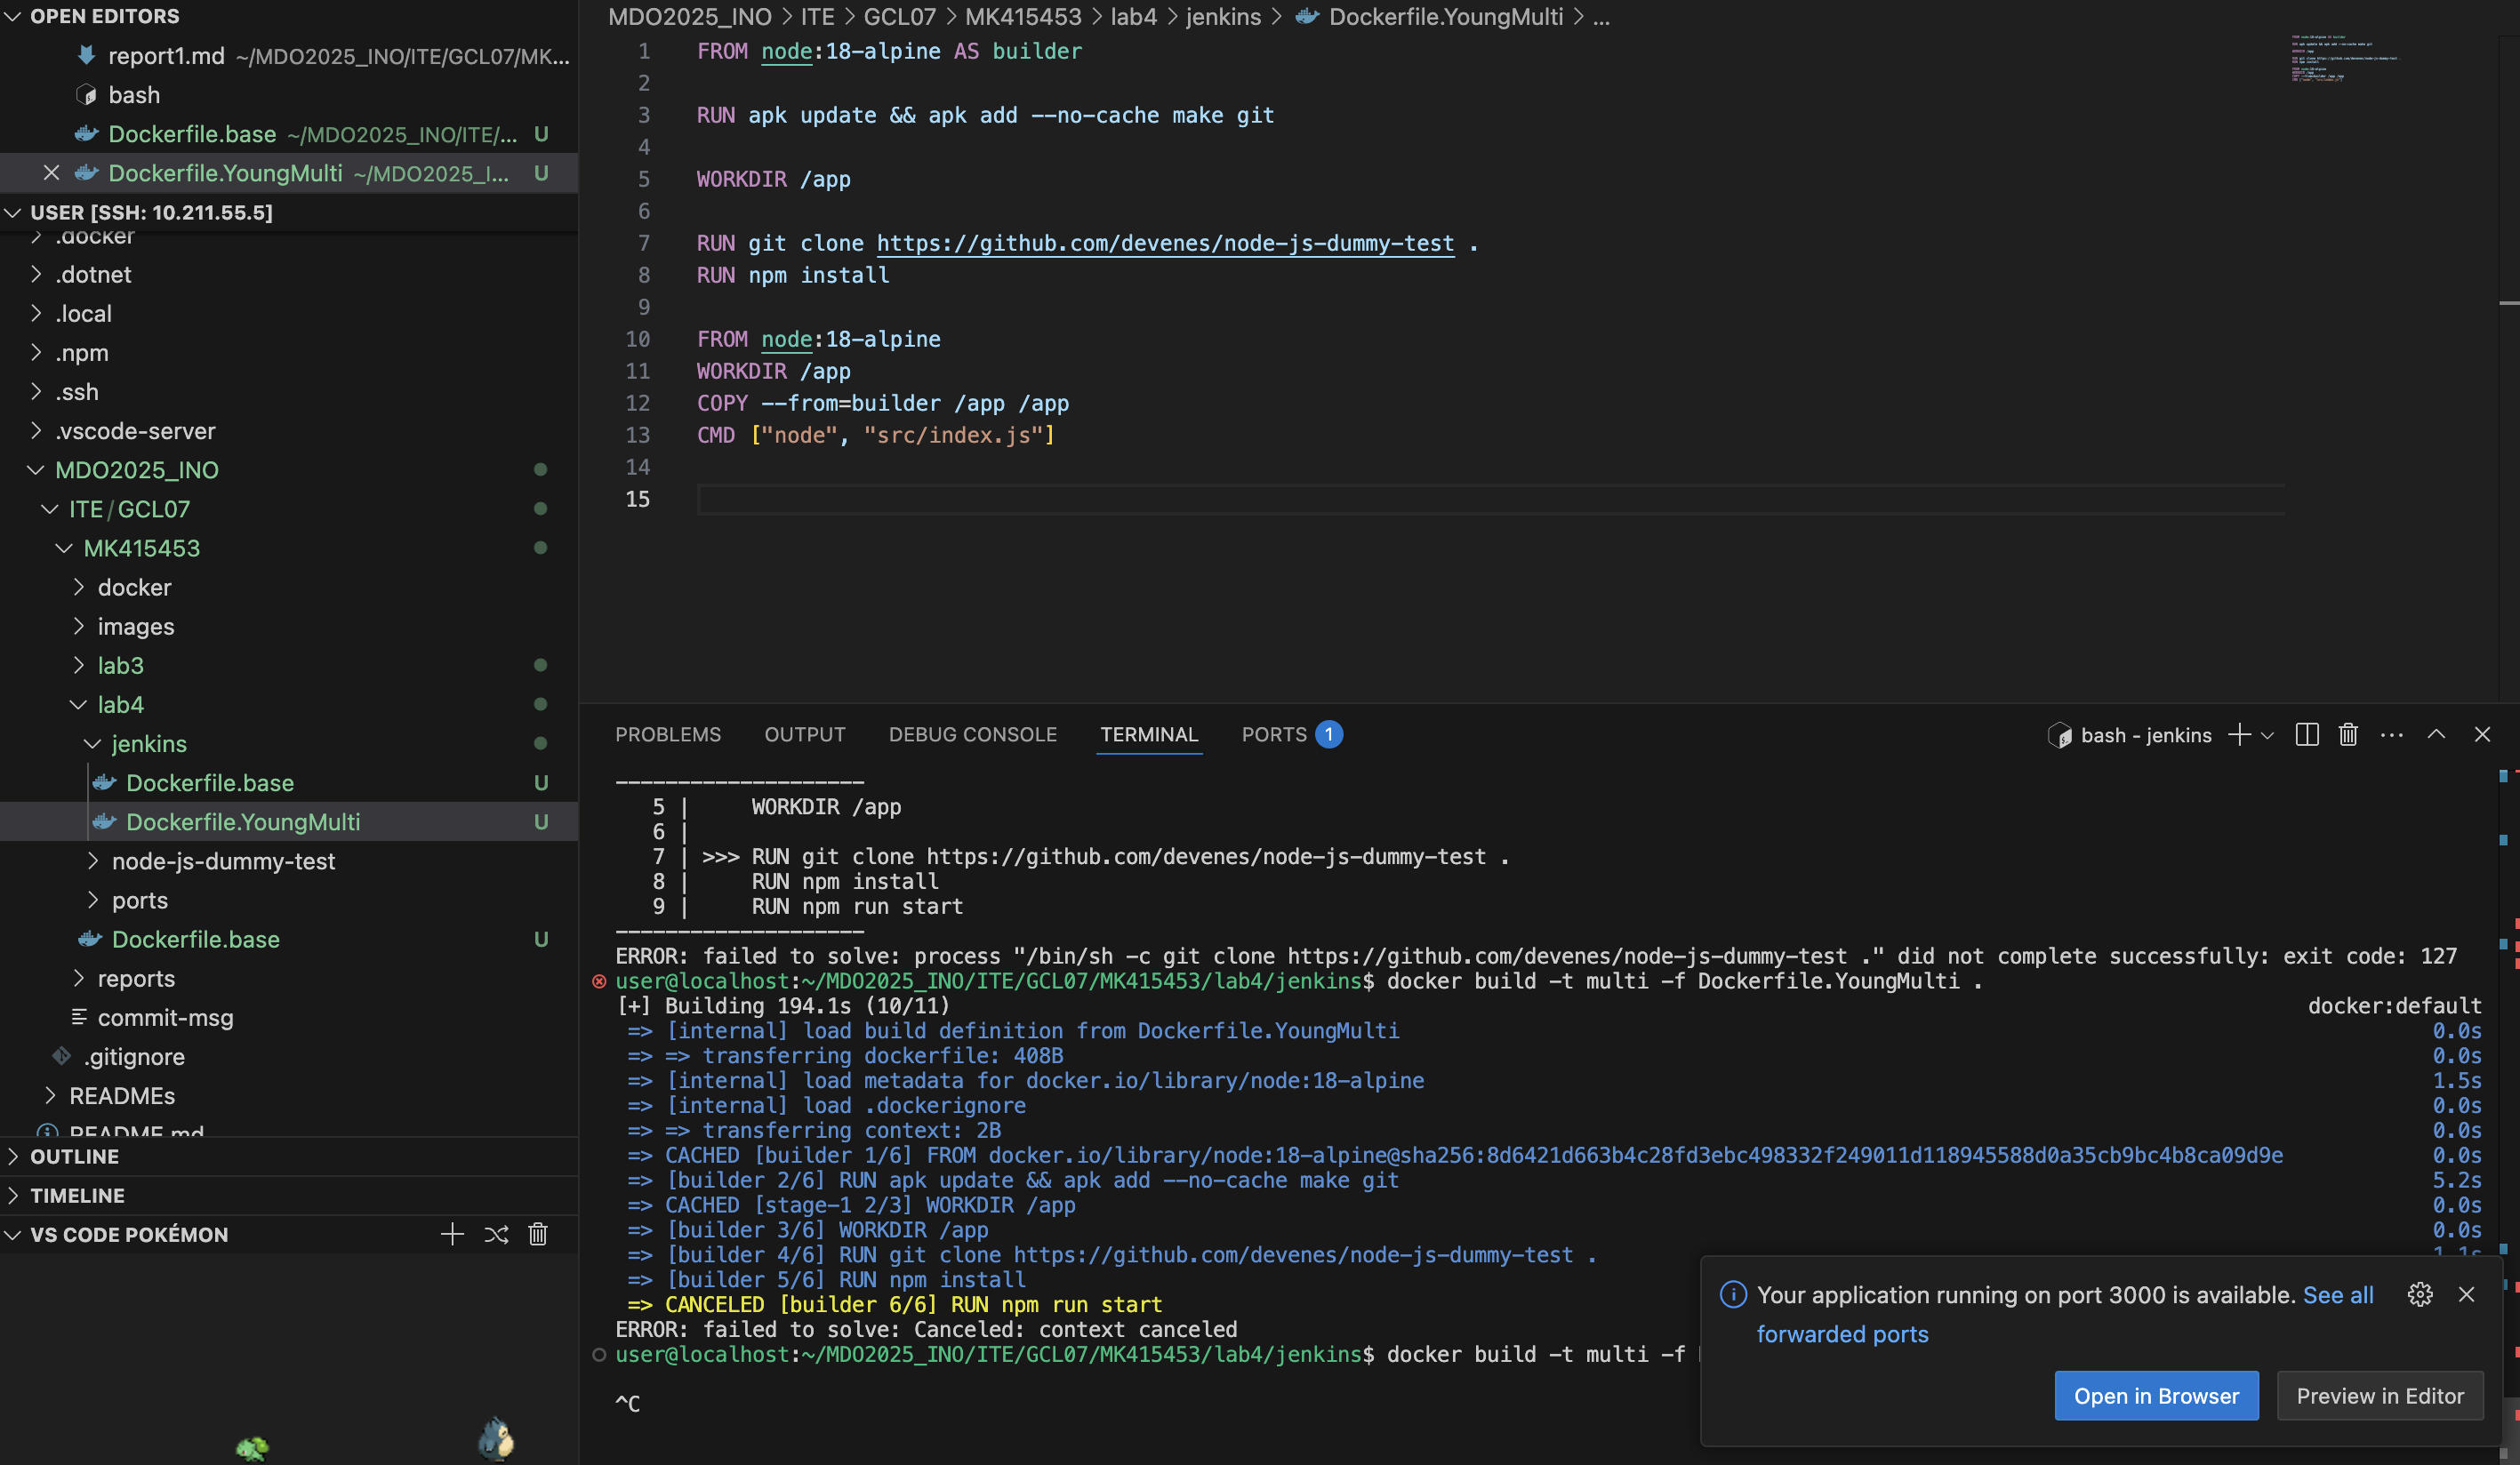 OPEN EDITORS
report1.md ~/MDO2025_INO/ITE/GCL07/MK...
bash
Dockerfile.base ~/MDO2025_INO/ITE/... U
Dockerfile.YoungMulti ~/MDO2025_I... U
USER [SSH: 10.211.55.5]
.docker
.dotnet
.local
.npm
.ssh
.vscode-server
MDO2025_INO
ITE / GCL07
MK415453
docker
images
lab3
lab4
jenkins
Dockerfile.base U
Dockerfile.YoungMulti U
node-js-dummy-test
ports
Dockerfile.base U
reports
commit-msg
.gitignore
READMEs
README.md
OUTLINE
TIMELINE
VS CODE POKÉMON
MDO2025_INO > ITE > GCL07 > MK415453 > lab4 > jenkins > Dockerfile.YoungMulti > ...
1 FROM node:18-alpine AS builder
2
3 RUN apk update && apk add --no-cache make git
4
5 WORKDIR /app
6
7 RUN git clone https://github.com/devenes/node-js-dummy-test .
8 RUN npm install
9
10 FROM node:18-alpine
11 WORKDIR /app
12 COPY --from=builder /app /app
13 CMD ["node", "src/index.js"]
14
15
PROBLEMS OUTPUT DEBUG CONSOLE TERMINAL PORTS 1 bash - jenkins
--------------------
5 | WORKDIR /app
6 |
7 | >>> RUN git clone https://github.com/devenes/node-js-dummy-test .
8 | RUN npm install
9 | RUN npm run start
--------------------
ERROR: failed to solve: process "/bin/sh -c git clone https://github.com/devenes/node-js-dummy-test ." did not complete successfully: exit code: 127
user@localhost:~/MDO2025_INO/ITE/GCL07/MK415453/lab4/jenkins$ docker build -t multi -f Dockerfile.YoungMulti .
[+] Building 194.1s (10/11) docker:default
=> [internal] load build definition from Dockerfile.YoungMulti 0.0s
=> => transferring dockerfile: 408B 0.0s
=> [internal] load metadata for docker.io/library/node:18-alpine 1.5s
=> [internal] load .dockerignore 0.0s
=> => transferring context: 2B 0.0s
=> CACHED [builder 1/6] FROM docker.io/library/node:18-alpine@sha256:8d6421d663b4c28fd3ebc498332f249011d118945588d0a35cb9bc4b8ca09d9e 0.0s
=> [builder 2/6] RUN apk update && apk add --no-cache make git 5.2s
=> CACHED [stage-1 2/3] WORKDIR /app 0.0s
=> [builder 3/6] WORKDIR /app 0.0s
=> [builder 4/6] RUN git clone https://github.com/devenes/node-js-dummy-test . 1.1s
=> [builder 5/6] RUN npm install
=> CANCELED [builder 6/6] RUN npm run start
ERROR: failed to solve: Canceled: context canceled
user@localhost:~/MDO2025_INO/ITE/GCL07/MK415453/lab4/jenkins$ docker build -t multi -f
^C
Your application running on port 3000 is available. See all
forwarded ports
Open in Browser Preview in Editor